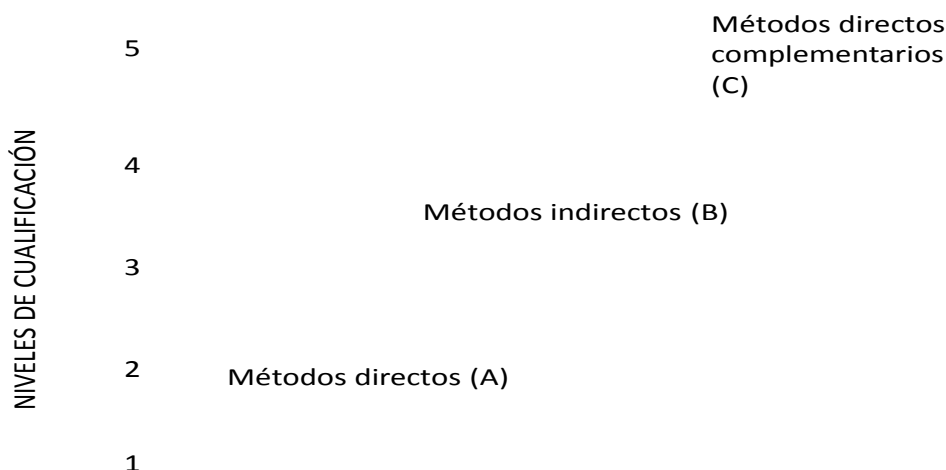 Métodos directos
complementarios
(C)
5
4
Métodos indirectos (B)
3
2
Métodos directos (A)
1
NIVELES DE CUALIFICACIÓN